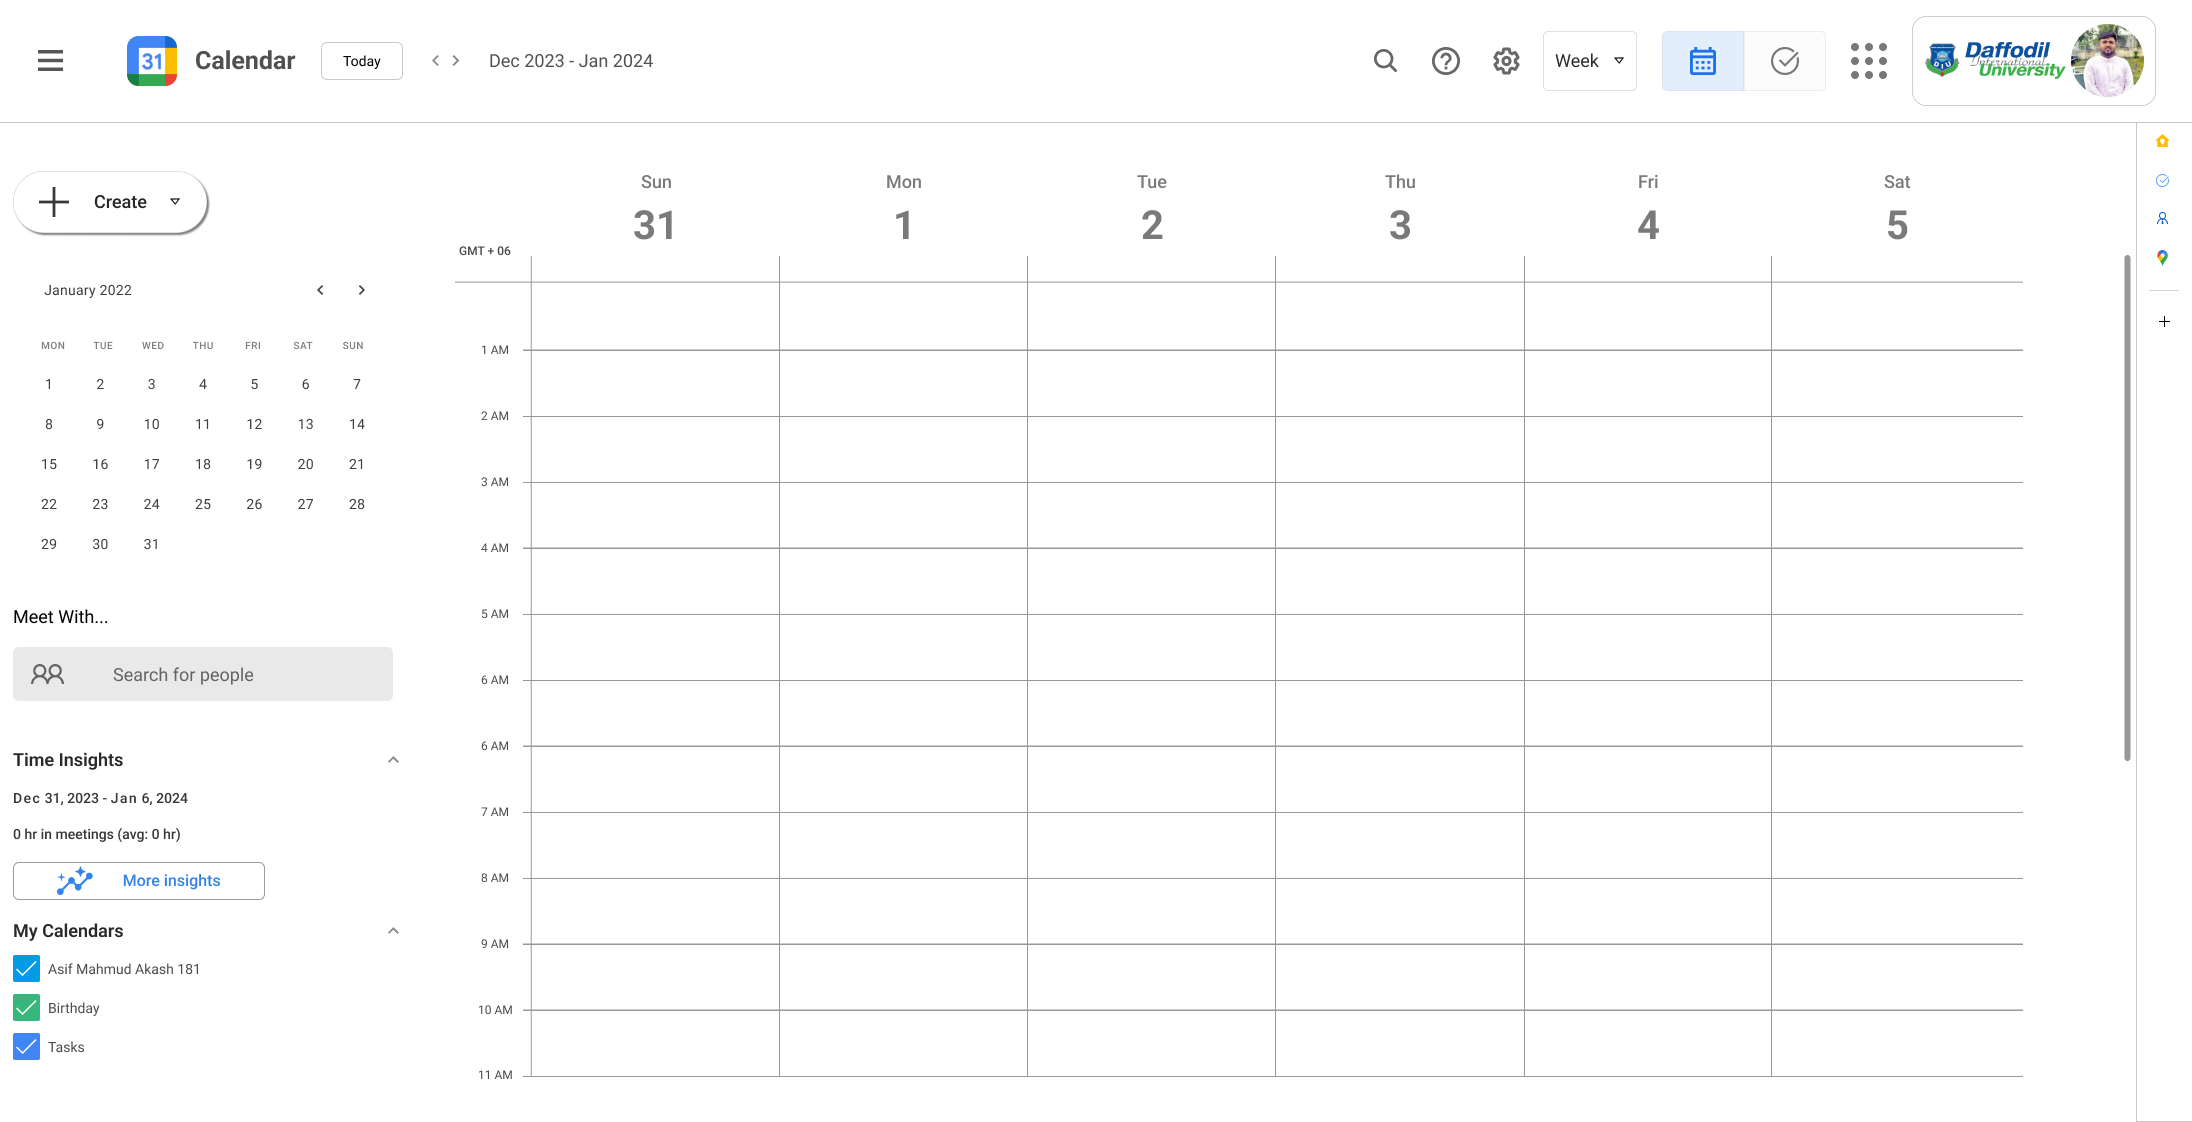 31 Calendar Today Dec 2023 - Jan 2024 Week Daffodil International University
Create
January 2022
MON TUE WED THU FRI SAT SUN
1 2 3 4 5 6 7
8 9 10 11 12 13 14
15 16 17 18 19 20 21
22 23 24 25 26 27 28
29 30 31
Meet With...
Search for people
Time Insights
Dec 31, 2023 - Jan 6, 2024
0 hr in meetings (avg: 0 hr)
More insights
My Calendars
Asif Mahmud Akash 181
Birthday
Tasks
Sun Mon Tue Thu Fri Sat
31 1 2 3 4 5
GMT + 06
1 AM
2 AM
3 AM
4 AM
5 AM
6 AM
6 AM
7 AM
8 AM
9 AM
10 AM
11 AM